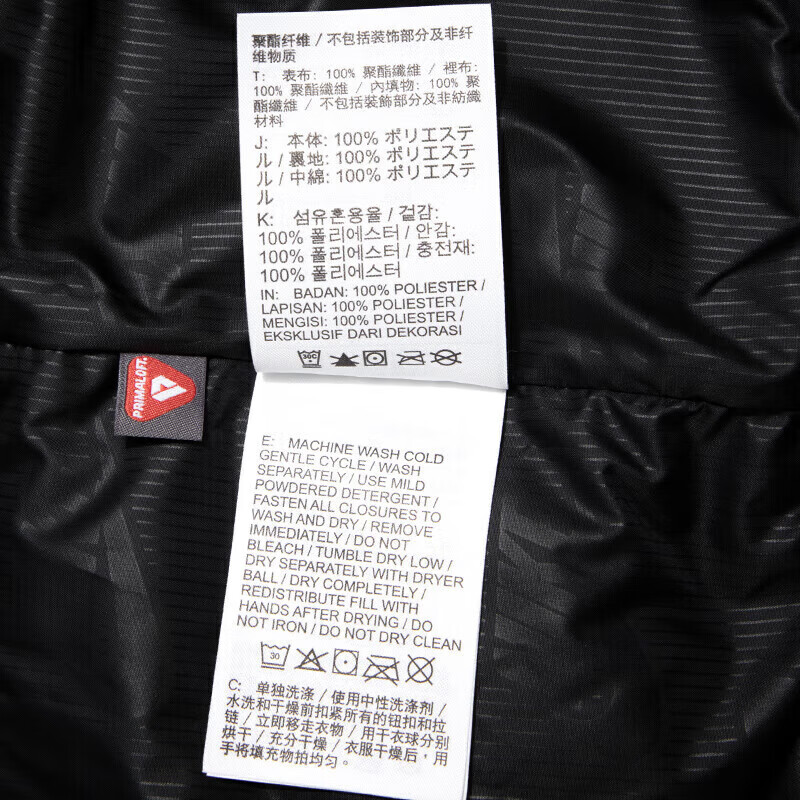 聚酯纤维 / 不包括装饰部分及非纤
维物质
T: 表布: 100% 聚酯纖維 / 裡布:
100% 聚酯纖維 / 內填物: 100% 聚
酯纖維 / 不包括裝飾部分及非紡織
材料
J: 本体: 100% ポリエステ
ル / 裏地: 100% ポリエステ
ル / 中綿: 100% ポリエステ
ル
K: 섬유혼용율 / 겉감:
100% 폴리에스터 / 안감:
100% 폴리에스터 / 충전재:
100% 폴리에스터
IN: BADAN: 100% POLIESTER /
LAPISAN: 100% POLIESTER /
MENGISI: 100% POLIESTER /
EKSKLUSIF DARI DEKORASI
30C
PRIMALOFT.
E: MACHINE WASH COLD
GENTLE CYCLE / WASH
SEPARATELY / USE MILD
POWDERED DETERGENT /
FASTEN ALL CLOSURES TO
WASH AND DRY / REMOVE
IMMEDIATELY / DO NOT
BLEACH / TUMBLE DRY LOW /
DRY SEPARATELY WITH DRYER
BALL / DRY COMPLETELY /
REDISTRIBUTE FILL WITH
HANDS AFTER DRYING / DO
NOT IRON / DO NOT DRY CLEAN
30
C: 单独洗涤 / 使用中性洗涤剂 /
水洗和干燥前扣紧所有的钮扣和拉
链 / 立即移走衣物 / 用衣球分别
烘干 / 充分干燥 / 衣服干燥后，用
手将填充物拍均匀。